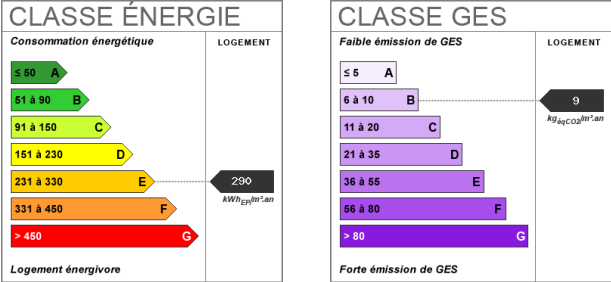 CLASSE ÉNERGIE
Consommation énergétique
LOGEMENT
≤ 50 A
51 à 90 B
91 à 150 C
151 à 230 D
231 à 330 E
290
kWhEP/m².an
331 à 450 F
> 450 G
Logement énergivore
CLASSE GES
Faible émission de GES
LOGEMENT
≤ 5 A
6 à 10 B
9
kgéqCO2/m².an
11 à 20 C
21 à 35 D
36 à 55 E
56 à 80 F
> 80 G
Forte émission de GES